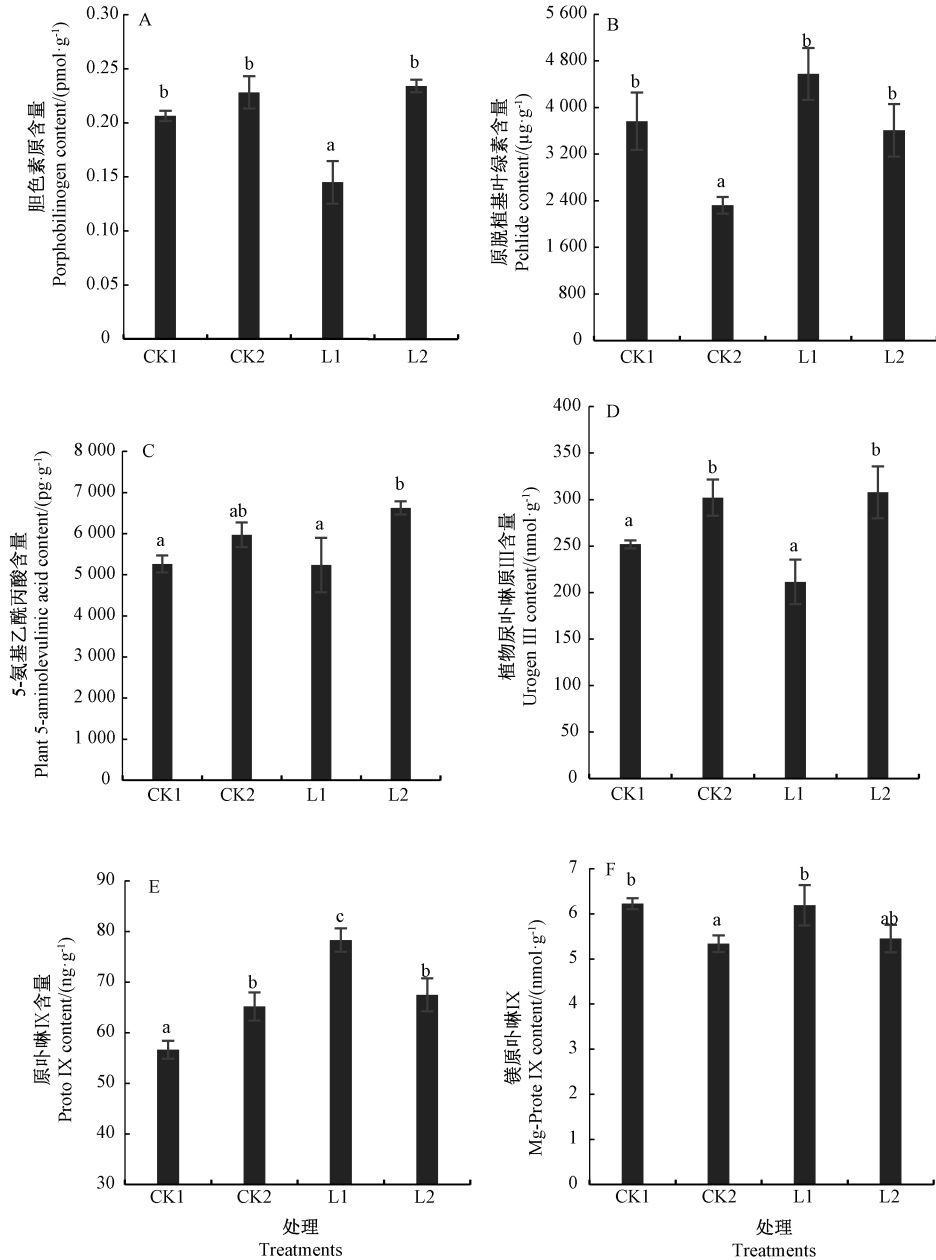 A
胆色素原含量
Porphobilinogen content/(pmol·g⁻¹)
0.30
0.25
0.20
0.15
0.10
0.05
0
b
b
a
b
CK1
CK2
L1
L2
B
原脱植基叶绿素含量
Pchlide content/(μg·g⁻¹)
5 600
4 800
4 000
3 200
2 400
1 600
800
0
b
a
b
b
CK1
CK2
L1
L2
C
5-氨基乙酰丙酸含量
Plant 5-aminolevulinic acid content/(pg·g⁻¹)
8 000
7 000
6 000
5 000
4 000
3 000
2 000
1 000
0
a
ab
a
b
CK1
CK2
L1
L2
D
植物尿卟啉原III含量
Urogen III content/(nmol·g⁻¹)
400
350
300
250
200
150
100
50
0
a
b
a
b
CK1
CK2
L1
L2
E
原卟啉IX含量
Proto IX content/(ng·g⁻¹)
90
80
70
60
50
40
30
a
b
c
b
CK1
CK2
L1
L2
处理
Treatments
F
镁原卟啉IX
Mg-Prote IX content/(nmol·g⁻¹)
7
6
5
4
3
2
1
0
b
a
b
ab
CK1
CK2
L1
L2
处理
Treatments